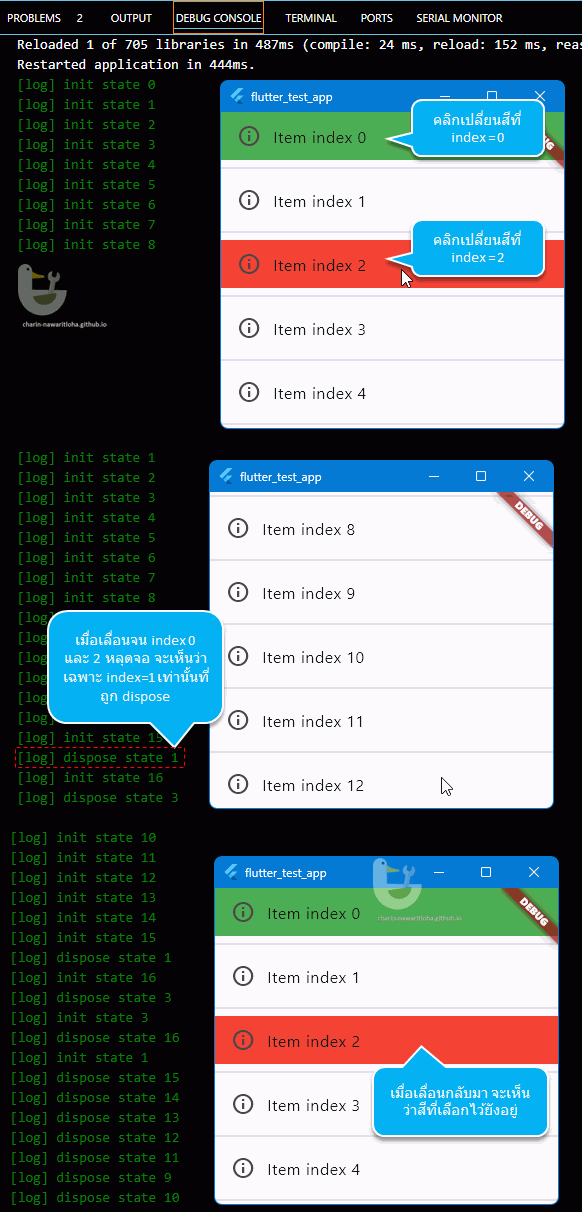 PROBLEMS 2 OUTPUT DEBUG CONSOLE TERMINAL PORTS SERIAL MONITOR
Reloaded 1 of 705 libraries in 487ms (compile: 24 ms, reload: 152 ms, reas
Restarted application in 444ms.
[log] init state 0
[log] init state 1
[log] init state 2
[log] init state 3
[log] init state 4
[log] init state 5
[log] init state 6
[log] init state 7
[log] init state 8
charin-nawaritloha.github.io
flutter_test_app
Item index 0
Item index 1
Item index 2
Item index 3
Item index 4
คลิกเปลี่ยนสีที่
index=0
คลิกเปลี่ยนสีที่
index=2
[log] init state 1
[log] init state 2
[log] init state 3
[log] init state 4
[log] init state 5
[log] init state 6
[log] init state 7
[log] init state 8
[log]
[log] init state 15
[log] dispose state 1
[log] init state 16
[log] dispose state 3
เมื่อเลื่อนจน index 0
และ 2 หลุดจอ จะเห็นว่า
เฉพาะ index=1 เท่านั้นที่
ถูก dispose
flutter_test_app
DEBUG
Item index 8
Item index 9
Item index 10
Item index 11
Item index 12
[log] init state 10
[log] init state 11
[log] init state 12
[log] init state 13
[log] init state 14
[log] init state 15
[log] dispose state 1
[log] init state 16
[log] dispose state 3
[log] init state 3
[log] dispose state 16
[log] init state 1
[log] dispose state 15
[log] dispose state 14
[log] dispose state 13
[log] dispose state 12
[log] dispose state 11
[log] dispose state 9
[log] dispose state 10
flutter_test_app
DEBUG
charin-nawaritloha.github.io
Item index 0
Item index 1
Item index 2
Item index 3
Item index 4
เมื่อเลื่อนกลับมา จะเห็น
ว่าสีที่เลือกไว้ยังอยู่